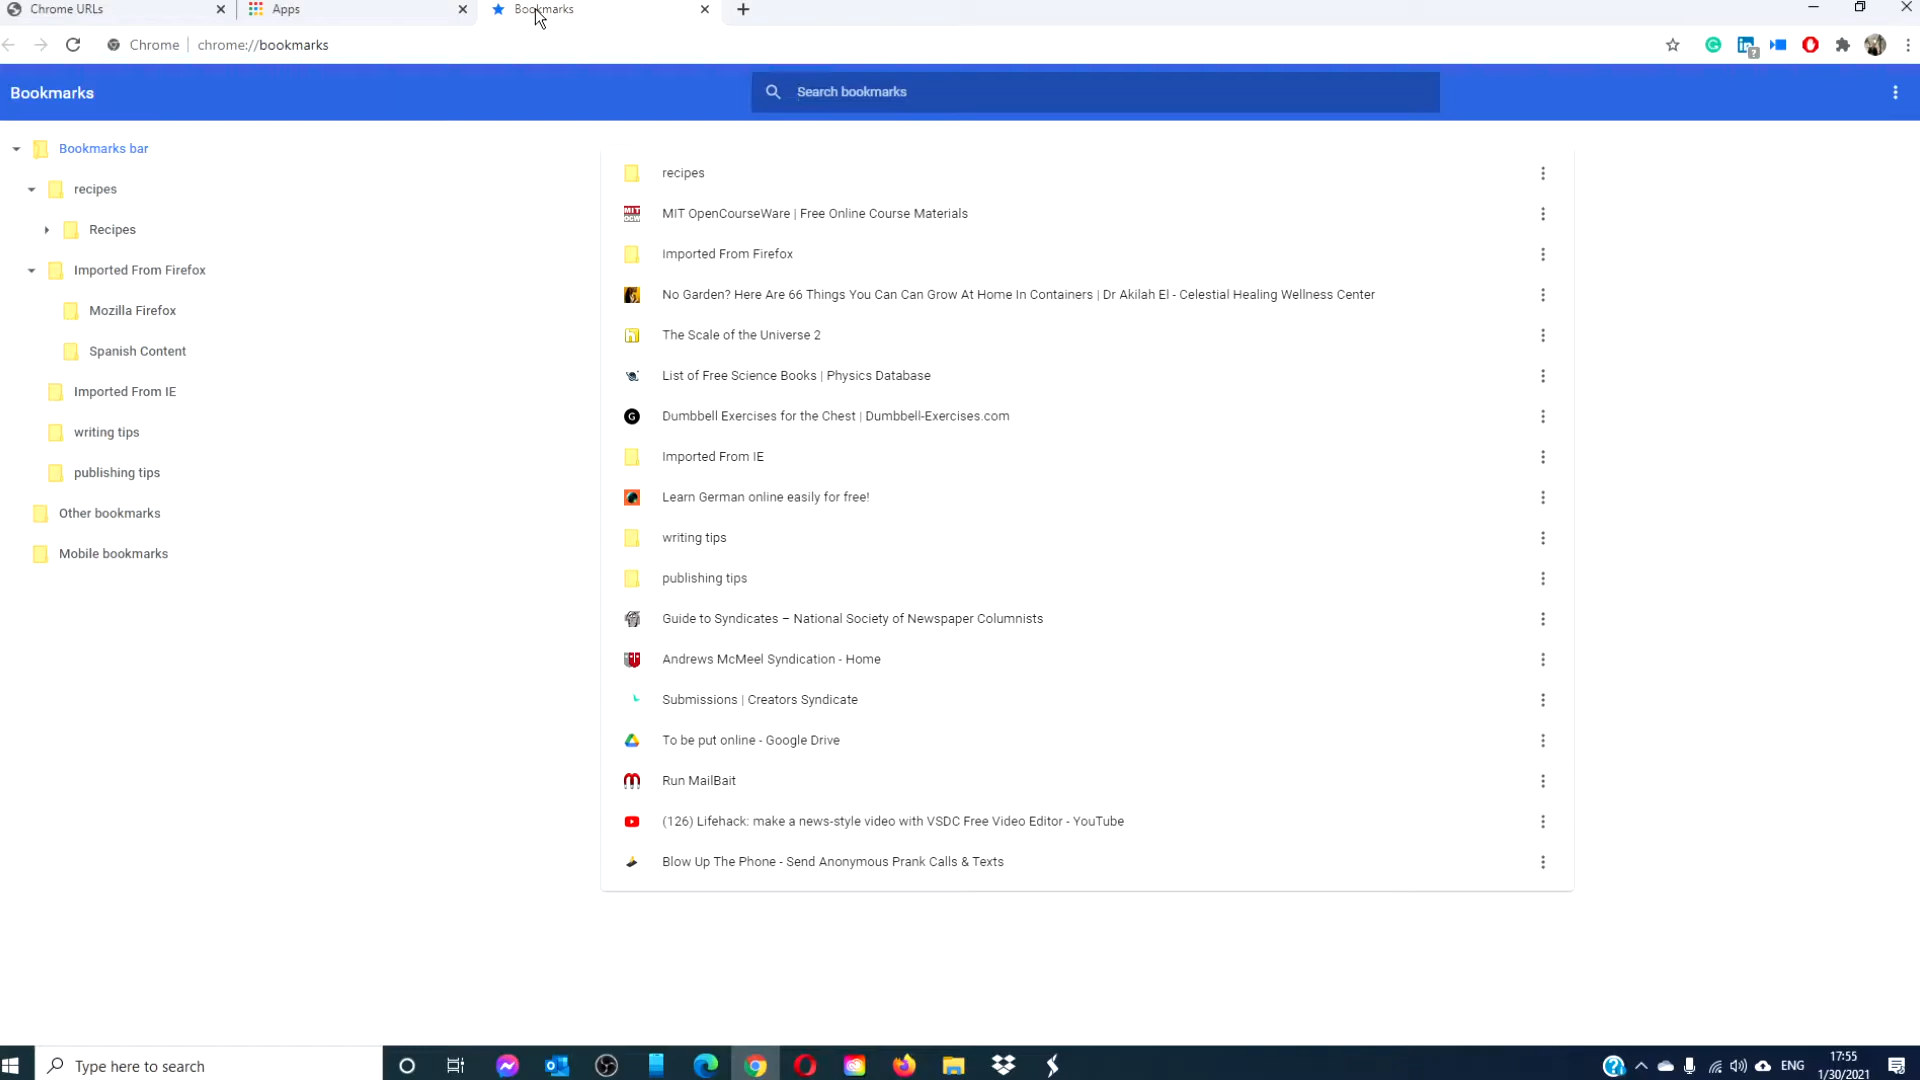 Chrome URLs
Apps
Bookmarks
Chrome
chrome://bookmarks
Bookmarks
Search bookmarks
Bookmarks bar
recipes
Recipes
Imported From Firefox
Mozilla Firefox
Spanish Content
Imported From IE
writing tips
publishing tips
Other bookmarks
Mobile bookmarks
recipes
MIT OpenCourseWare | Free Online Course Materials
Imported From Firefox
No Garden? Here Are 66 Things You Can Can Grow At Home In Containers | Dr Akilah El - Celestial Healing Wellness Center
The Scale of the Universe 2
List of Free Science Books | Physics Database
Dumbbell Exercises for the Chest | Dumbbell-Exercises.com
Imported From IE
Learn German online easily for free!
writing tips
publishing tips
Guide to Syndicates – National Society of Newspaper Columnists
Andrews McMeel Syndication - Home
Submissions | Creators Syndicate
To be put online - Google Drive
Run MailBait
(126) Lifehack: make a news-style video with VSDC Free Video Editor - YouTube
Blow Up The Phone - Send Anonymous Prank Calls & Texts
Type here to search
ENG
17:55
1/30/2021